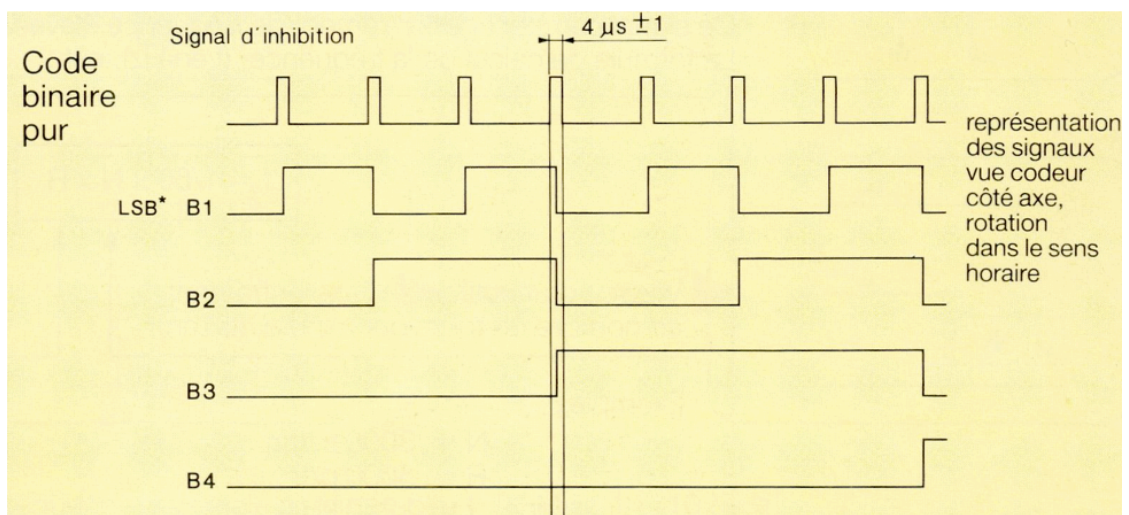 Signal d'inhibition
4 µs ± 1
Code
binaire
pur
représentation
des signaux
vue codeur
côté axe,
rotation
dans le sens
horaire
LSB* B1
B2
B3
B4